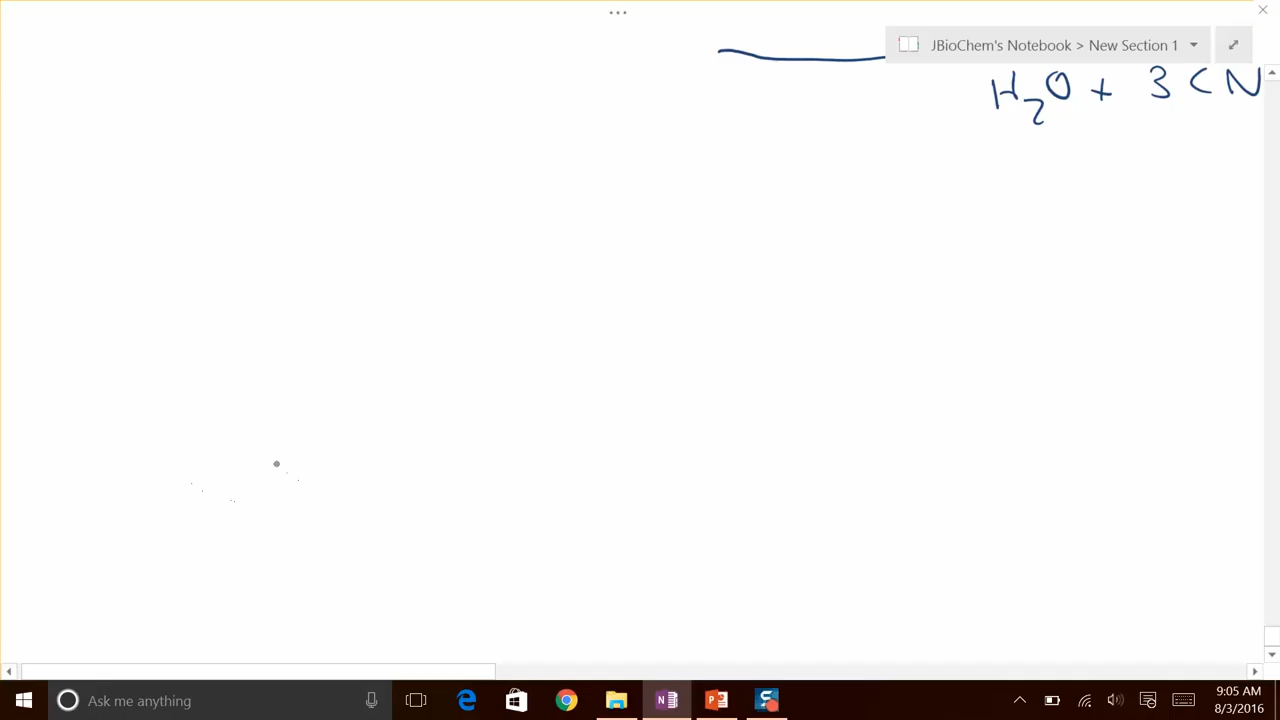 JBioChem's Notebook > New Section 1
H₂O + 3 CN
Ask me anything
9:05 AM
8/3/2016